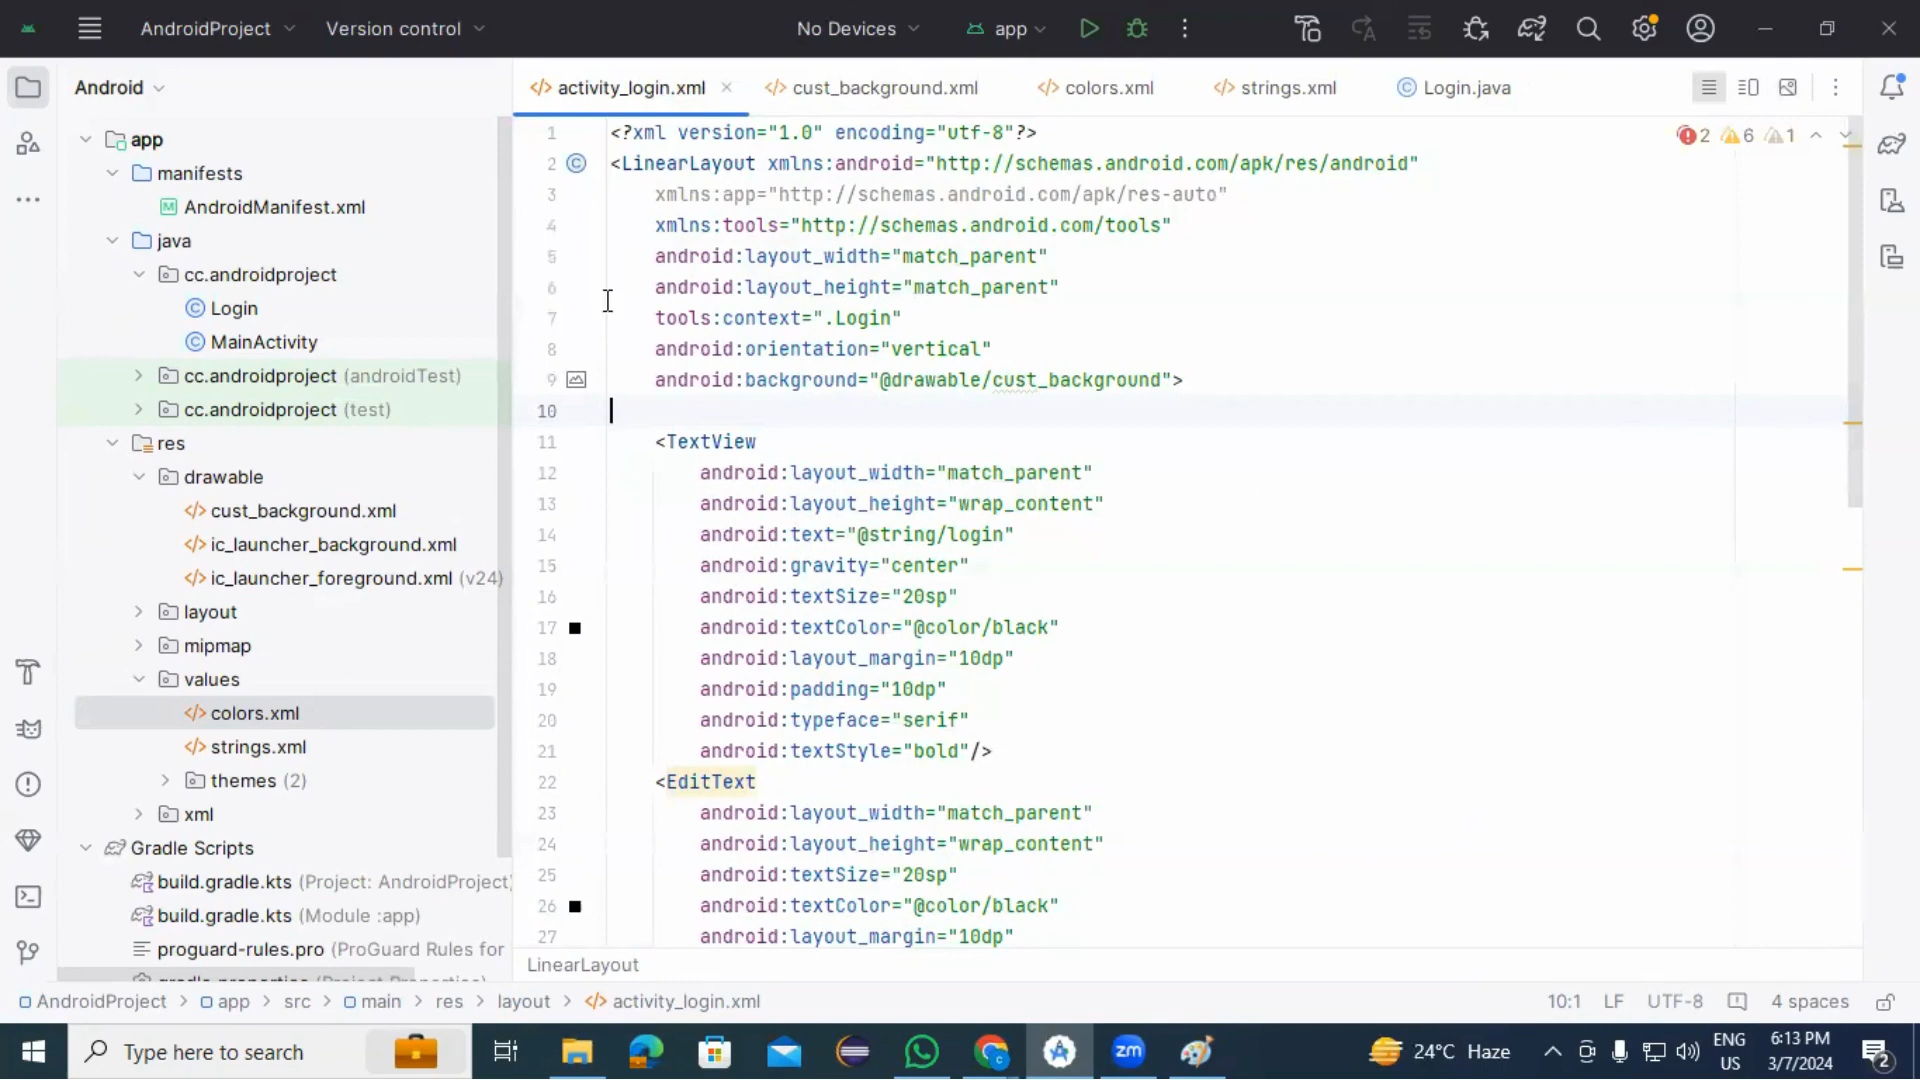 AndroidProject
Version control
No Devices
app
Android
activity_login.xml
cust_background.xml
colors.xml
strings.xml
Login.java
2 6 1
app
manifests
AndroidManifest.xml
java
cc.androidproject
Login
MainActivity
cc.androidproject (androidTest)
cc.androidproject (test)
res
drawable
cust_background.xml
ic_launcher_background.xml
ic_launcher_foreground.xml (v24)
layout
mipmap
values
colors.xml
strings.xml
themes (2)
xml
Gradle Scripts
build.gradle.kts (Project: AndroidProject)
build.gradle.kts (Module :app)
proguard-rules.pro (ProGuard Rules for
1 <?xml version="1.0" encoding="utf-8"?>
2 <LinearLayout xmlns:android="http://schemas.android.com/apk/res/android"
3 xmlns:app="http://schemas.android.com/apk/res-auto"
4 xmlns:tools="http://schemas.android.com/tools"
5 android:layout_width="match_parent"
6 android:layout_height="match_parent"
7 tools:context=".Login"
8 android:orientation="vertical"
9 android:background="@drawable/cust_background">
10
11 <TextView
12 android:layout_width="match_parent"
13 android:layout_height="wrap_content"
14 android:text="@string/login"
15 android:gravity="center"
16 android:textSize="20sp"
17 android:textColor="@color/black"
18 android:layout_margin="10dp"
19 android:padding="10dp"
20 android:typeface="serif"
21 android:textStyle="bold"/>
22 <EditText
23 android:layout_width="match_parent"
24 android:layout_height="wrap_content"
25 android:textSize="20sp"
26 android:textColor="@color/black"
27 android:layout_margin="10dp"
LinearLayout
AndroidProject > app > src > main > res > layout > activity_login.xml
10:1 LF UTF-8 4 spaces
Type here to search
zm
24°C Haze
ENG
US
6:13 PM
3/7/2024
2